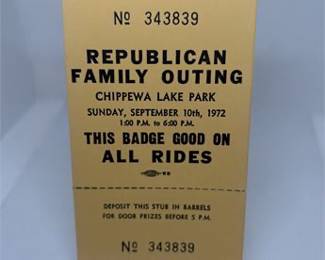 No 343839
REPUBLICAN
FAMILY OUTING
CHIPPEWA LAKE PARK
SUNDAY, SEPTEMBER 10th, 1972
1:00 P.M. to 6:00 P.M.
THIS BADGE GOOD ON
ALL RIDES
DEPOSIT THIS STUB IN BARRELS
FOR DOOR PRIZES BEFORE 5 P.M.
No 343839